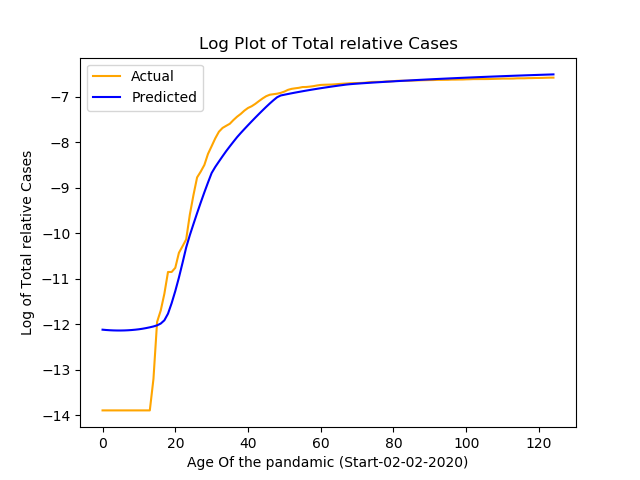 Log Plot of Total relative Cases
Actual
Predicted
Log of Total relative Cases
−7
−8
−9
−10
−11
−12
−13
−14
0 20 40 60 80 100 120
Age Of the pandamic (Start-02-02-2020)